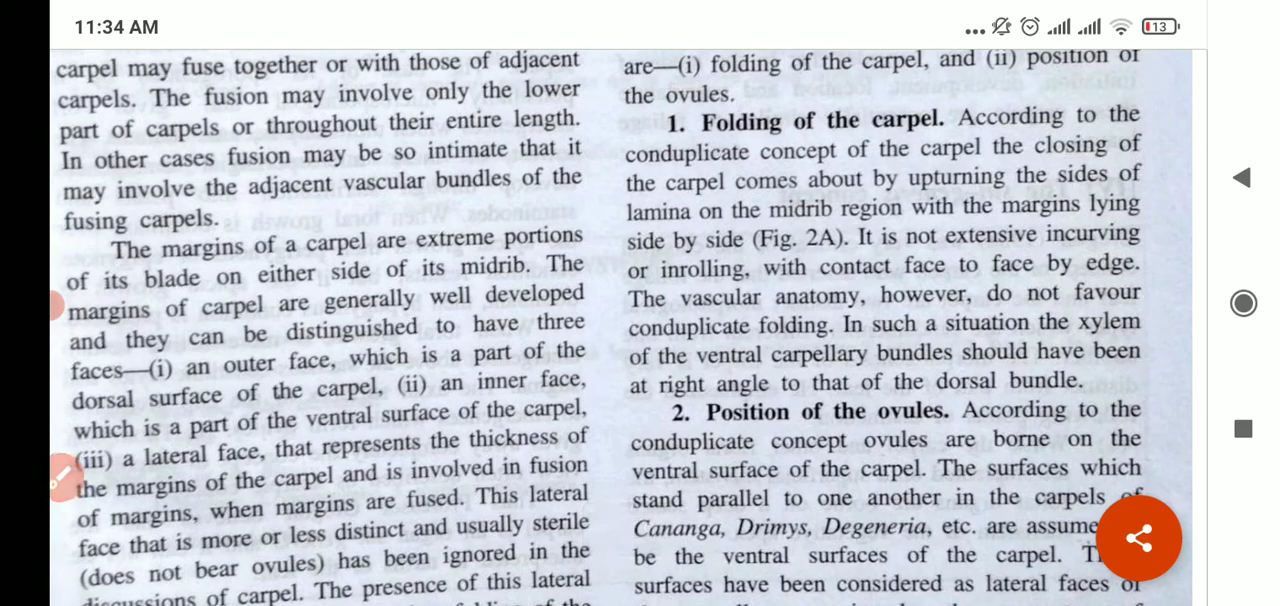 11:34 AM
13
carpel may fuse together or with those of adjacent
carpels. The fusion may involve only the lower
part of carpels or throughout their entire length.
In other cases fusion may be so intimate that it
may involve the adjacent vascular bundles of the
fusing carpels.
The margins of a carpel are extreme portions
of its blade on either side of its midrib. The
margins of carpel are generally well developed
and they can be distinguished to have three
faces—(i) an outer face, which is a part of the
dorsal surface of the carpel, (ii) an inner face,
which is a part of the ventral surface of the carpel,
(iii) a lateral face, that represents the thickness of
the margins of the carpel and is involved in fusion
of margins, when margins are fused. This lateral
face that is more or less distinct and usually sterile
(does not bear ovules) has been ignored in the
discussions of carpel. The presence of this lateral
of the
are—(i) folding of the carpel, and (ii) position of
the ovules.
1. Folding of the carpel. According to the
conduplicate concept of the carpel the closing of
the carpel comes about by upturning the sides of
lamina on the midrib region with the margins lying
side by side (Fig. 2A). It is not extensive incurving
or inrolling, with contact face to face by edge.
The vascular anatomy, however, do not favour
conduplicate folding. In such a situation the xylem
of the ventral carpellary bundles should have been
at right angle to that of the dorsal bundle.
2. Position of the ovules. According to the
conduplicate concept ovules are borne on the
ventral surface of the carpel. The surfaces which
stand parallel to one another in the carpels of
Cananga, Drimys, Degeneria, etc. are assume
be the ventral surfaces of the carpel.
surfaces have been considered as lateral faces of